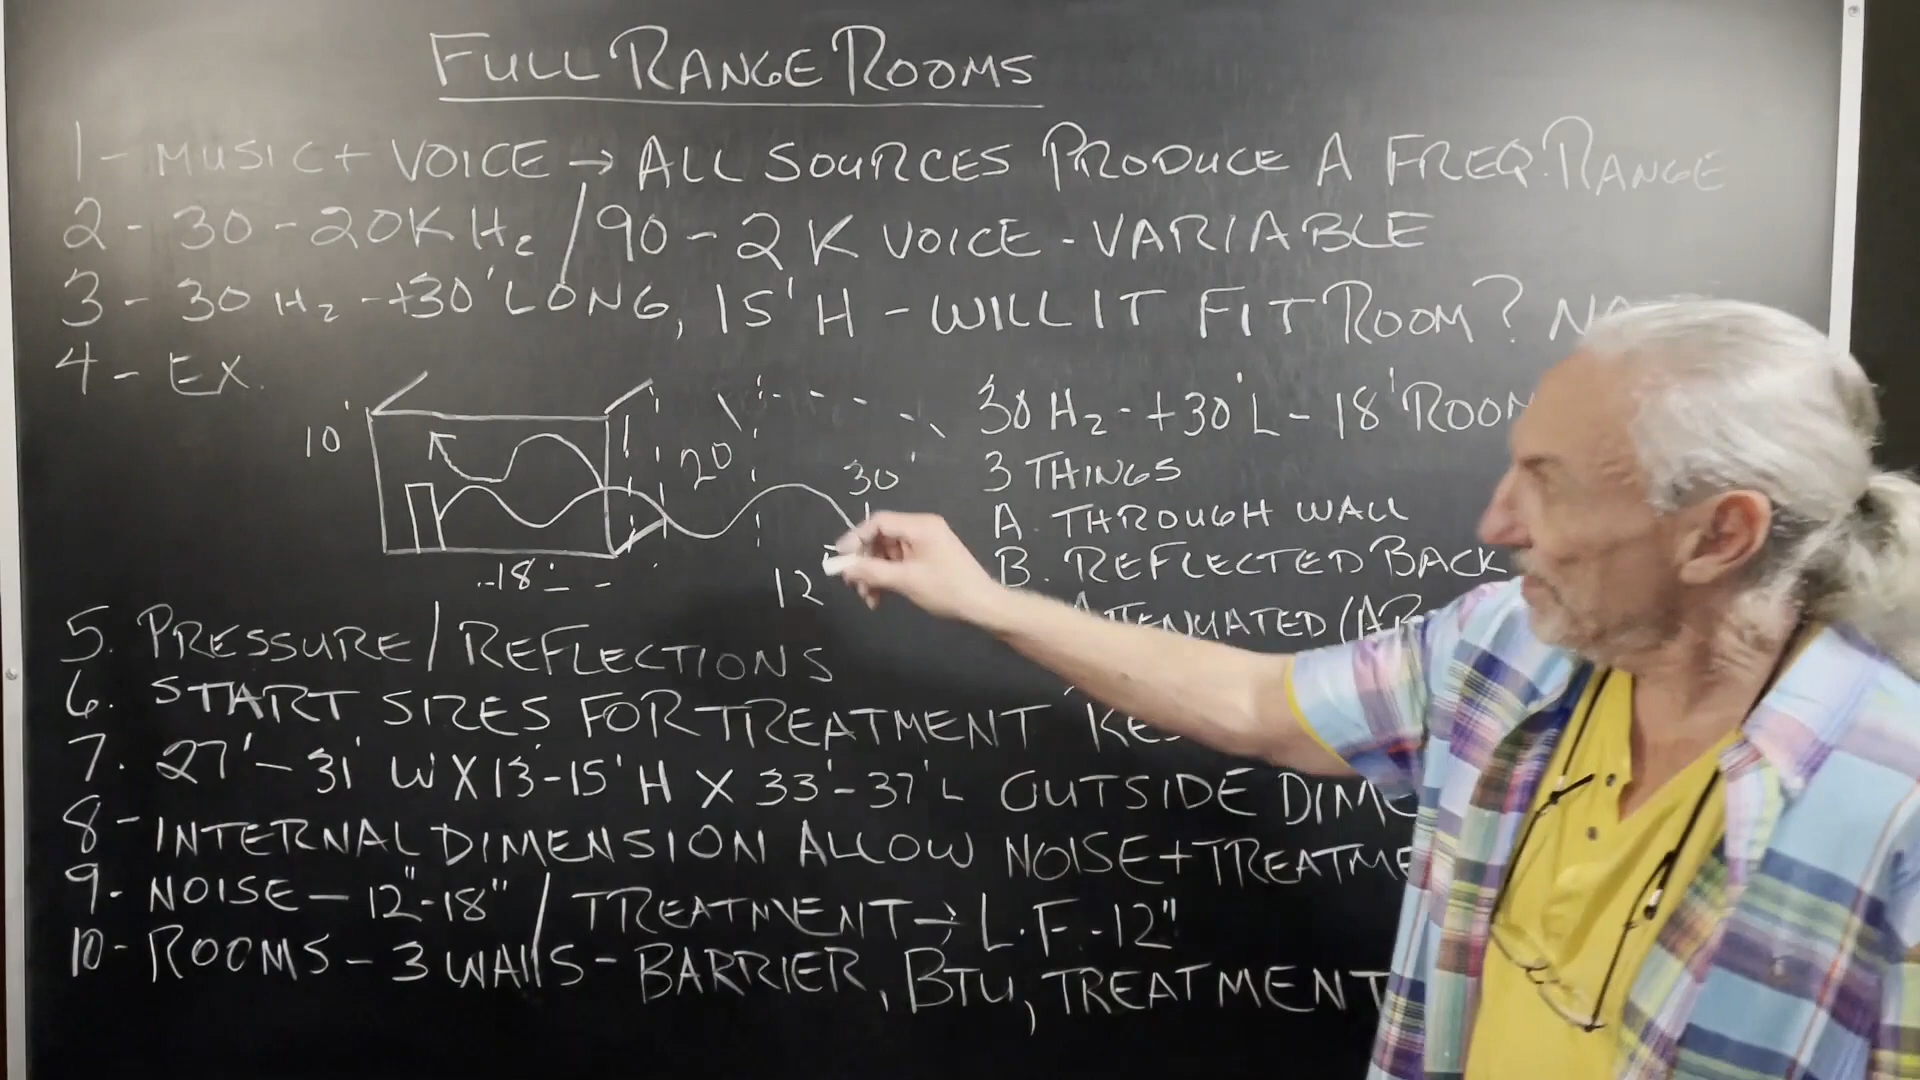 FULL RANGE ROOMS
1 - MUSIC + VOICE → ALL SOURCES PRODUCE A FREQ. RANGE
2 - 30 - 20K Hz / 90 - 2K VOICE - VARIABLE
3 - 30 Hz - +30' LONG, 15' H - WILL IT FIT ROOM?
4 - EX.
10'
20'
30'
18'
12
30 Hz - +30' L - 18' ROOM
3 THINGS
A. THROUGH WALL
B. REFLECTED BACK
5. PRESSURE / REFLECTIONS
6. START SIZES FOR TREATMENT
7. 27' - 31' W X 13' - 15' H X 33' - 37' L OUTSIDE
8 - INTERNAL DIMENSION ALLOW NOISE +
9 - NOISE - 12" - 18" / TREATMENT → L.F. - 12"
10 - ROOMS - 3 WALLS - BARRIER, BTU, TREATMENT